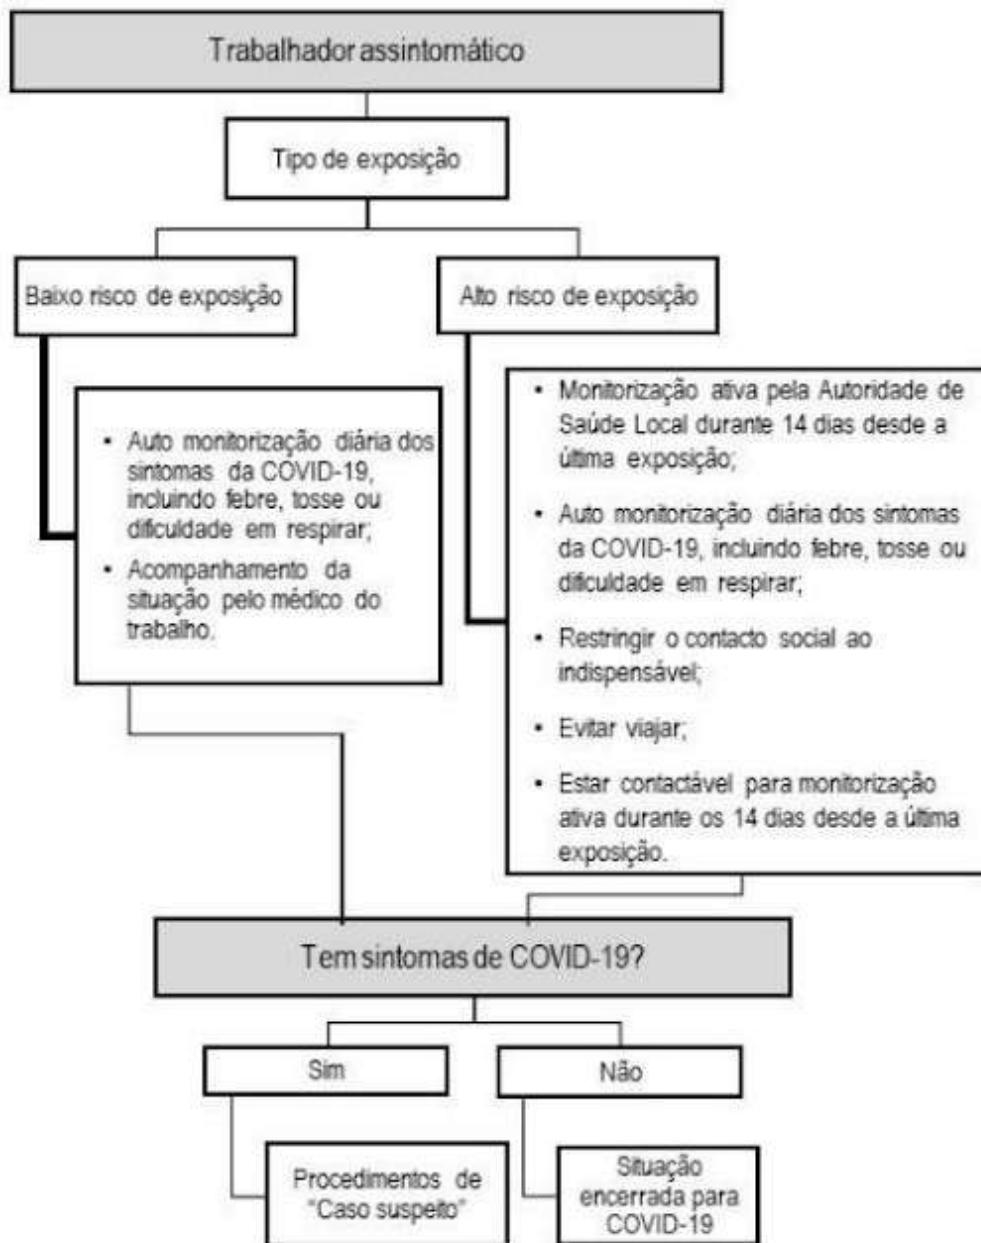 Trabalhador assintomático
Tipo de exposição
Baixo risco de exposição
Alto risco de exposição
• Auto monitorização diária dos
sintomas da COVID-19,
incluindo febre, tosse ou
dificuldade em respirar;
• Acompanhamento da
situação pelo médico do
trabalho.
• Monitorização ativa pela Autoridade de
Saúde Local durante 14 dias desde a
última exposição;
• Auto monitorização diária dos sintomas
da COVID-19, incluindo febre, tosse ou
dificuldade em respirar;
• Restringir o contacto social ao
indispensável;
• Evitar viajar;
• Estar contactável para monitorização
ativa durante os 14 dias desde a última
exposição.
Tem sintomas de COVID-19?
Sim
Não
Procedimentos de
"Caso suspeito"
Situação
encerrada para
COVID-19